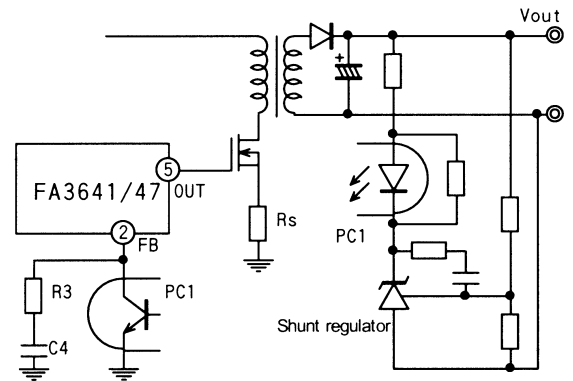 Vout
5
FA3641/47
OUT
2
FB
Rs
PC1
R3
PC1
C4
Shunt regulator
+